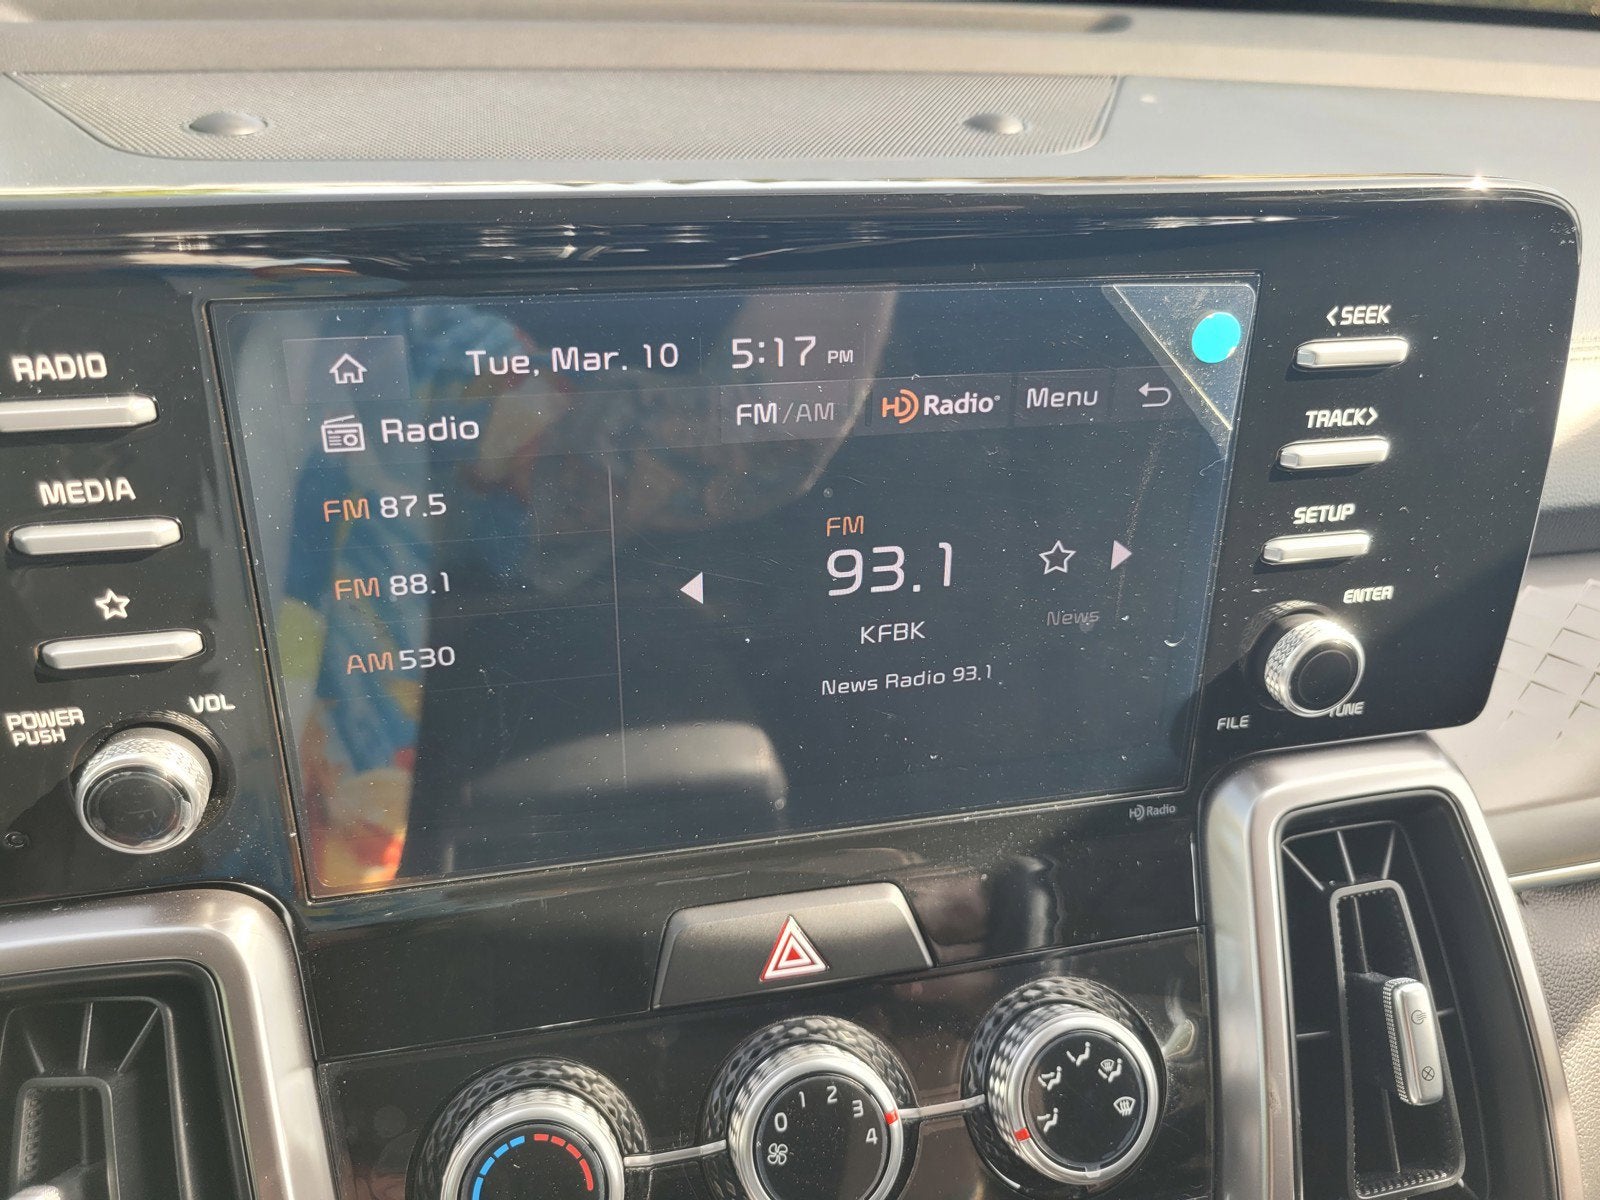 RADIO
MEDIA
VOL
POWER
PUSH
Tue, Mar. 10 5:17 PM
Radio
FM/AM HD Radio® Menu
FM 87.5
FM 88.1
AM 530
FM
93.1
KFBK
News
News Radio 93.1
HD Radio
<SEEK
TRACK>
SETUP
ENTER
FILE
TUNE
0 1 2 3 4